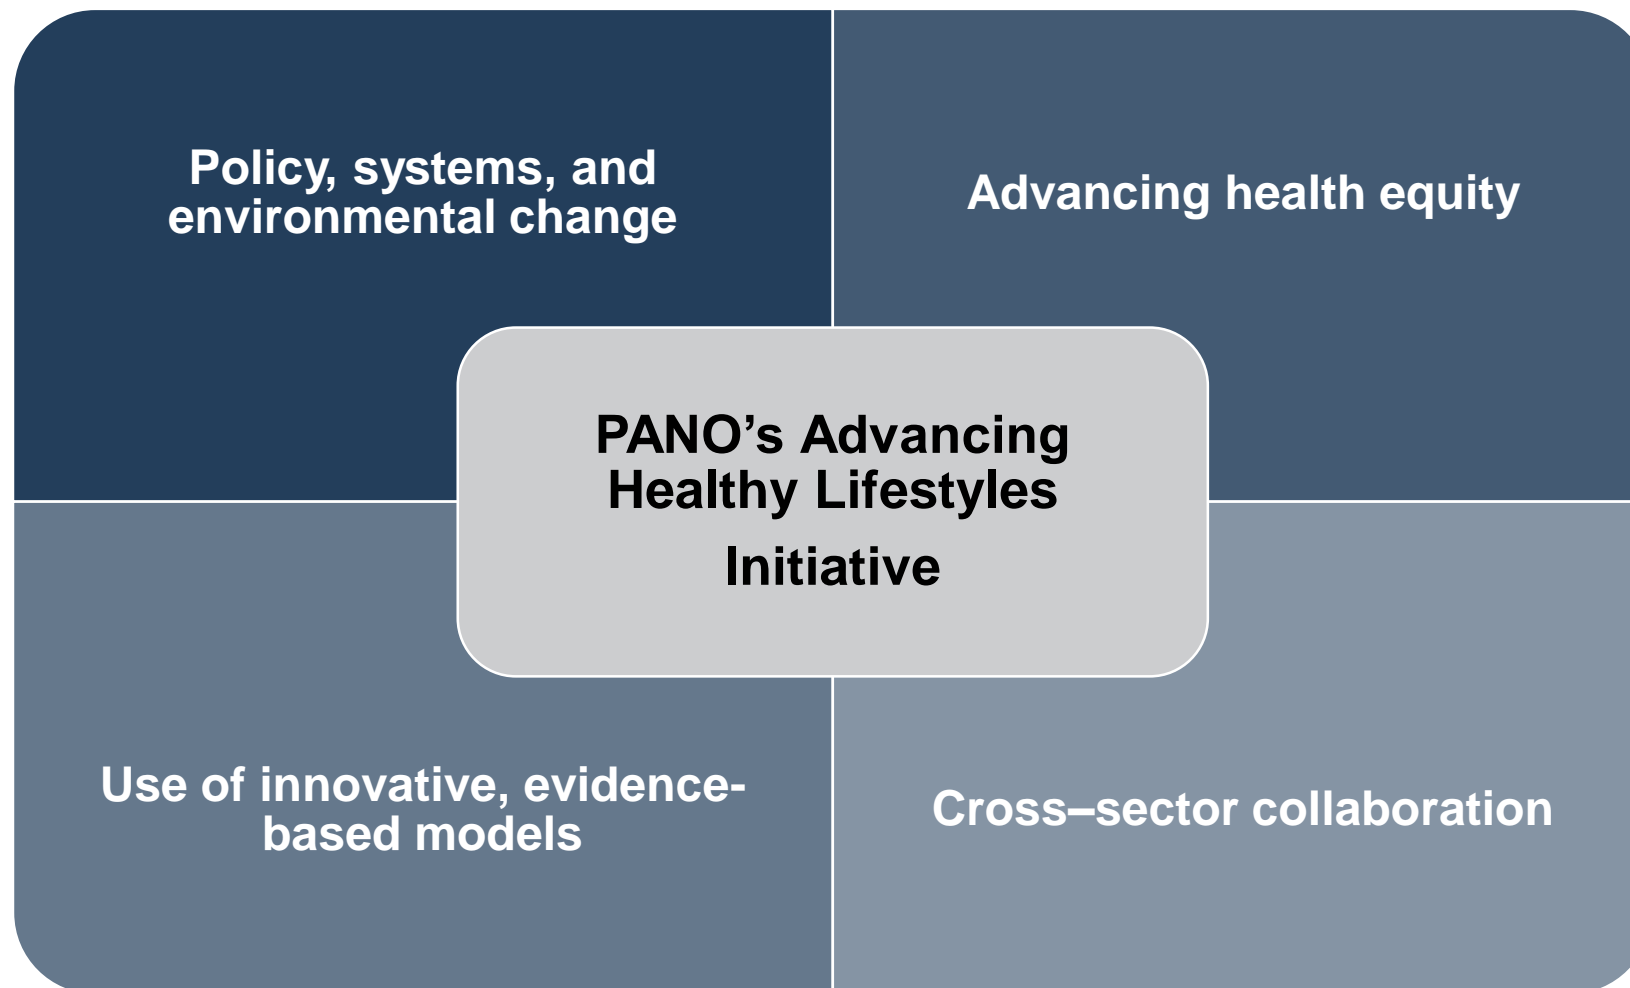 Policy, systems, and
environmental change
Advancing health equity
PANO’s Advancing
Healthy Lifestyles
Initiative
Use of innovative, evidence-
based models
Cross–sector collaboration